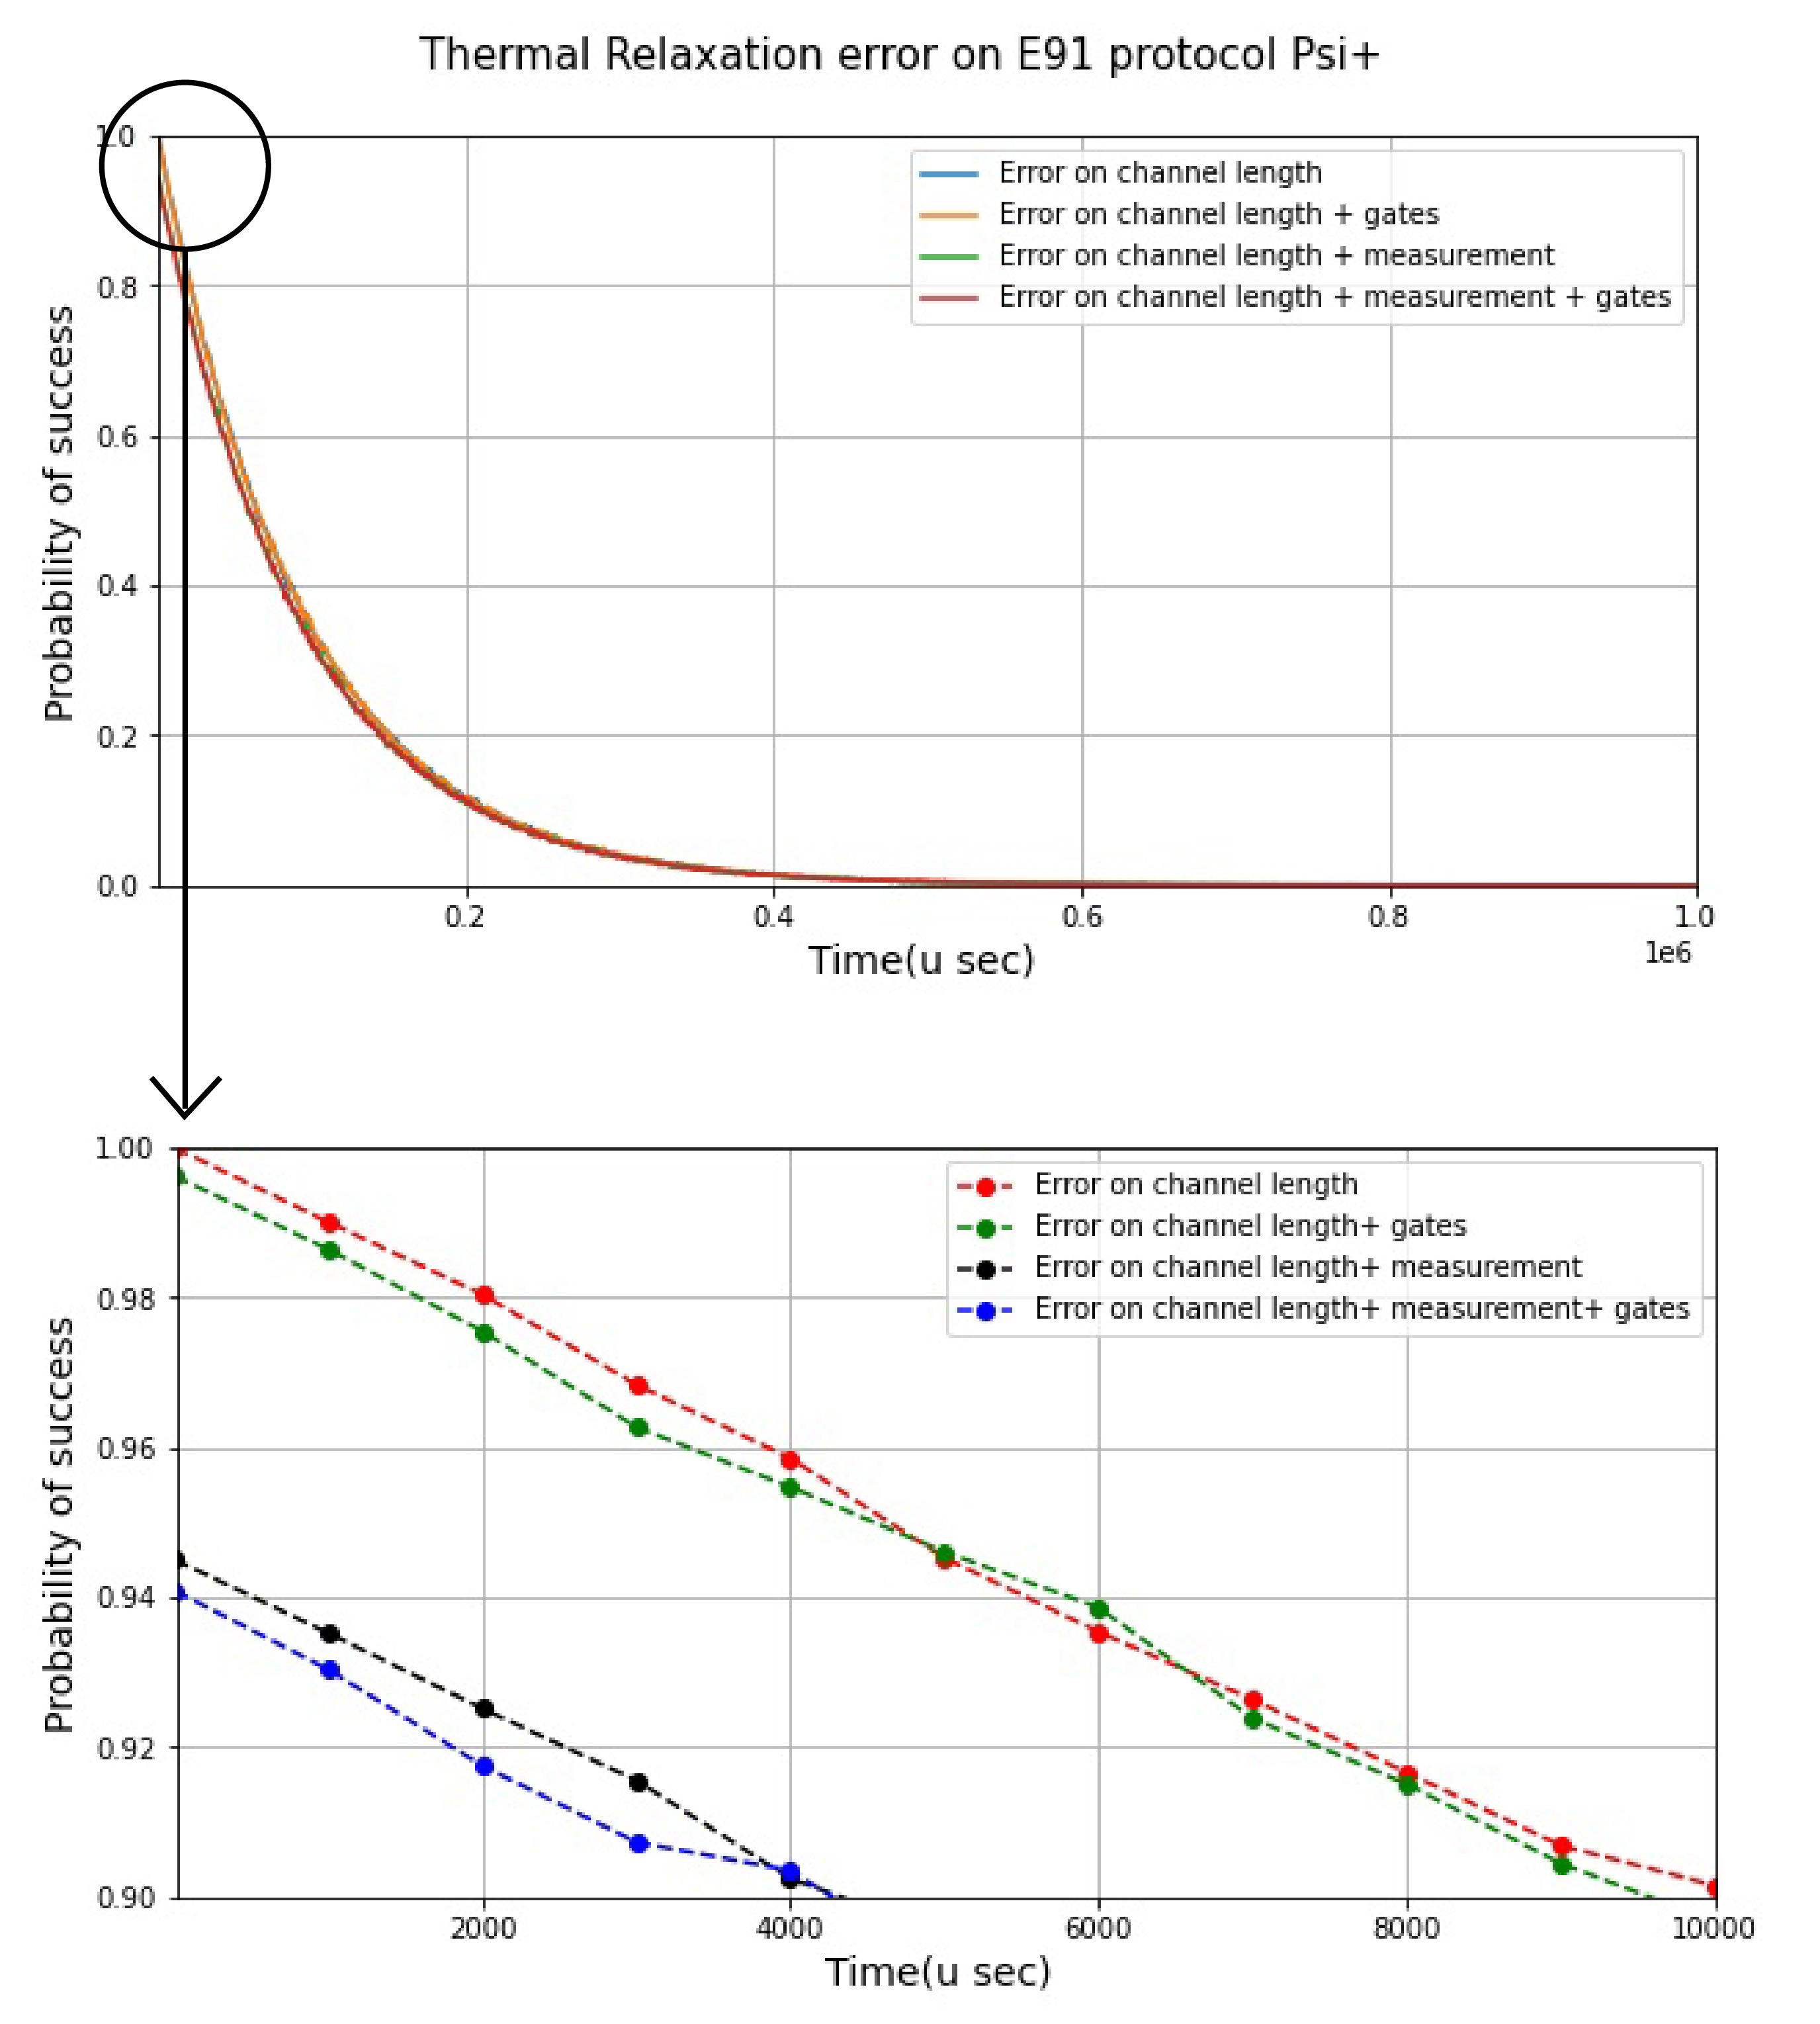 Thermal Relaxation error on E91 protocol Psi+
1.0
0.8
0.6
0.4
0.2
0.0
Probability of success
Error on channel length
Error on channel length + gates
Error on channel length + measurement
Error on channel length + measurement + gates
0.2 0.4 0.6 0.8 1.0
1e6
Time(u sec)
1.00
0.98
0.96
0.94
0.92
0.90
Probability of success
Error on channel length
Error on channel length+ gates
Error on channel length+ measurement
Error on channel length+ measurement+ gates
2000 4000 6000 8000 10000
Time(u sec)